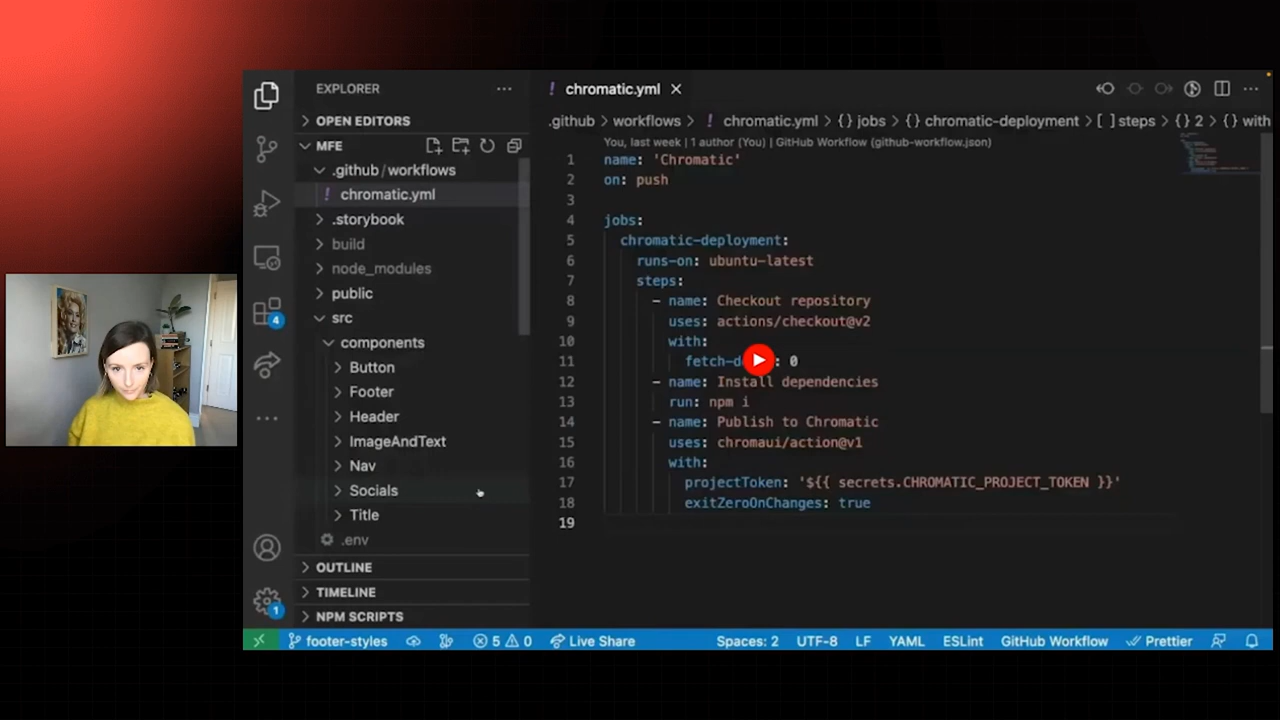 EXPLORER
OPEN EDITORS
MFE
.github / workflows
! chromatic.yml
.storybook
build
node_modules
public
src
components
Button
Footer
Header
ImageAndText
Nav
Socials
Title
.env
OUTLINE
TIMELINE
NPM SCRIPTS
4
1
! chromatic.yml
.github > workflows > ! chromatic.yml > {} jobs > {} chromatic-deployment > [ ] steps > {} 2 > {} with
You, last week | 1 author (You) | GitHub Workflow (github-workflow.json)
1 name: 'Chromatic'
2 on: push
3
4 jobs:
5 chromatic-deployment:
6 runs-on: ubuntu-latest
7 steps:
8 - name: Checkout repository
9 uses: actions/checkout@v2
10 with:
11 fetch-d : 0
12 - name: Install dependencies
13 run: npm i
14 - name: Publish to Chromatic
15 uses: chromaui/action@v1
16 with:
17 projectToken: '${{ secrets.CHROMATIC_PROJECT_TOKEN }}'
18 exitZeroOnChanges: true
19
footer-styles 5 0 Live Share Spaces: 2 UTF-8 LF YAML ESLint GitHub Workflow Prettier